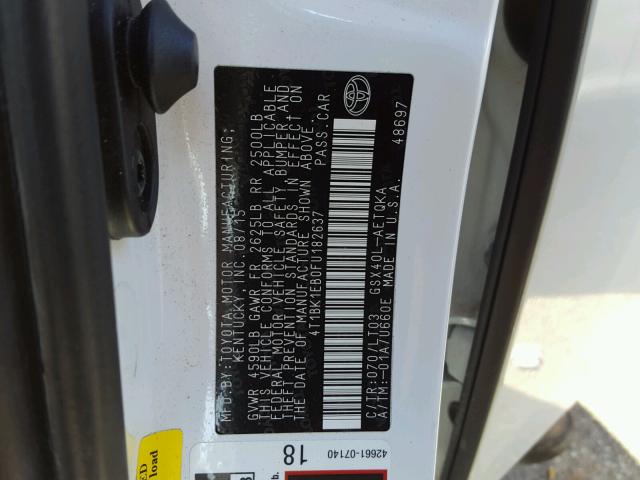 MFD.BY:TOYOTA MOTOR MANUFACTURING,
KENTUCKY INC.08/15
GVWR 4590LB GAWR FR 2625LB RR 2500LB
THIS VEHICLE CONFORMS TO ALL APPLICABLE
FEDERAL MOTOR VEHICLE SAFETY, BUMPER AND
THEFT PREVENTION STANDARDS IN EFFECT ON
THE DATE OF MANUFACTURE SHOWN ABOVE.
4T1BK1EB0FU182637 PASS.CAR
C/TR:070/LT03 GSX40L-AETQKA
A/TM:-01A/U660E MADE IN U.S.A. 48697
42661-07140
18
load